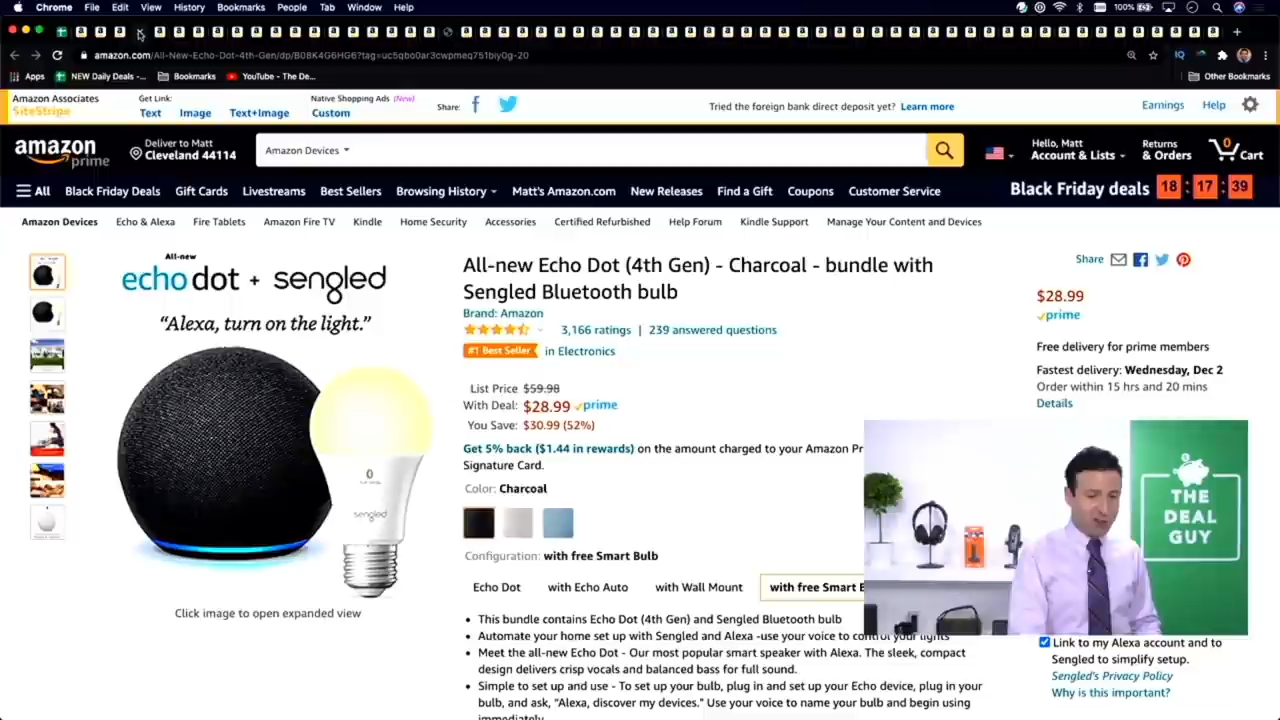 Chrome File Edit View History Bookmarks People Tab Window Help 100%
amazon.com/All-New-Echo-Dot-4th-Gen/dp/B08K4G6HG6?tag=uc5qbo0ar3cwpmeq751biy0g-20
Apps NEW Daily Deals -... Bookmarks YouTube - The De... Other Bookmarks
Amazon Associates
SiteStripe
Get Link:
Text Image Text+Image
Native Shopping Ads (New)
Custom
Share:
Tried the foreign bank direct deposit yet? Learn more
Earnings Help
amazon
prime
Deliver to Matt
Cleveland 44114
Amazon Devices
Hello, Matt
Account & Lists
Returns
& Orders
0
Cart
All Black Friday Deals Gift Cards Livestreams Best Sellers Browsing History Matt's Amazon.com New Releases Find a Gift Coupons Customer Service
Black Friday deals 18 : 17 : 39
Amazon Devices Echo & Alexa Fire Tablets Amazon Fire TV Kindle Home Security Accessories Certified Refurbished Help Forum Kindle Support Manage Your Content and Devices
All-new
echo dot + sengled
“Alexa, turn on the light.”
sengled
Click image to open expanded view
All-new Echo Dot (4th Gen) - Charcoal - bundle with
Sengled Bluetooth bulb
Brand: Amazon
3,166 ratings | 239 answered questions
#1 Best Seller in Electronics
List Price $59.98
With Deal: $28.99 prime
You Save: $30.99 (52%)
Get 5% back ($1.44 in rewards) on the amount charged to your Amazon Pr
Signature Card.
Color: Charcoal
Configuration: with free Smart Bulb
Echo Dot with Echo Auto with Wall Mount with free Smart B
• This bundle contains Echo Dot (4th Gen) and Sengled Bluetooth bulb
• Automate your home set up with Sengled and Alexa -use your voice to control your lights
• Meet the all-new Echo Dot - Our most popular smart speaker with Alexa. The sleek, compact
design delivers crisp vocals and balanced bass for full sound.
• Simple to set up and use - To set up your bulb, plug in and set up your Echo device, plug in your
bulb, and ask, "Alexa, discover my devices." Use your voice to name your bulb and begin using
immediately.
Share
$28.99
prime
Free delivery for prime members
Fastest delivery: Wednesday, Dec 2
Order within 15 hrs and 20 mins
Details
THE
DEAL
GUY
Link to my Alexa account and to
Sengled to simplify setup.
Sengled's Privacy Policy
Why is this important?